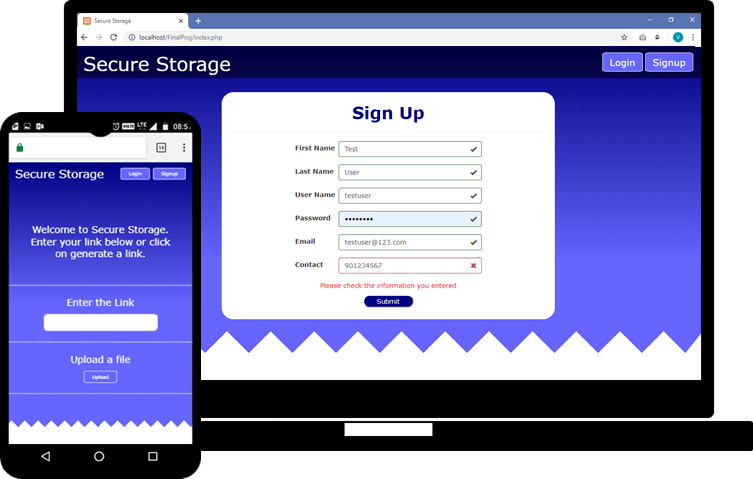 Secure Storage
localhost/FinalProj/index.php
V
Secure Storage
Login
Signup
Sign Up
First Name
Test
Last Name
User
User Name
testuser
Password
••••••••
Email
testuser@123.com
Contact
901234567
Please check the information you entered
Submit
LTE
08:5
14
Secure Storage
Login
Signup
Welcome to Secure Storage.
Enter your link below or click
on generate a link.
Enter the Link
Upload a file
Upload